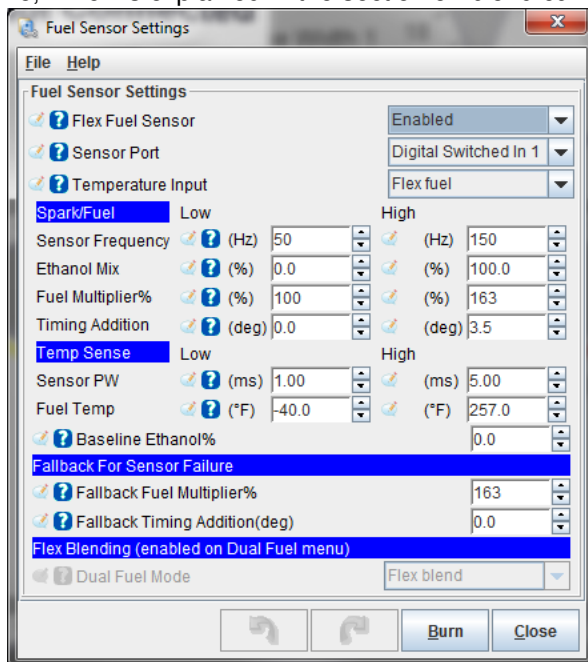 Fuel Sensor Settings
File Help
Fuel Sensor Settings
Flex Fuel Sensor Enabled
Sensor Port Digital Switched In 1
Temperature Input Flex fuel
Spark/Fuel Low High
Sensor Frequency (Hz) 50 (Hz) 150
Ethanol Mix (%) 0.0 (%) 100.0
Fuel Multiplier% (%) 100 (%) 163
Timing Addition (deg) 0.0 (deg) 3.5
Temp Sense Low High
Sensor PW (ms) 1.00 (ms) 5.00
Fuel Temp (°F) -40.0 (°F) 257.0
Baseline Ethanol% 0.0
Fallback For Sensor Failure
Fallback Fuel Multiplier% 163
Fallback Timing Addition(deg) 0.0
Flex Blending (enabled on Dual Fuel menu)
Dual Fuel Mode Flex blend
Burn Close